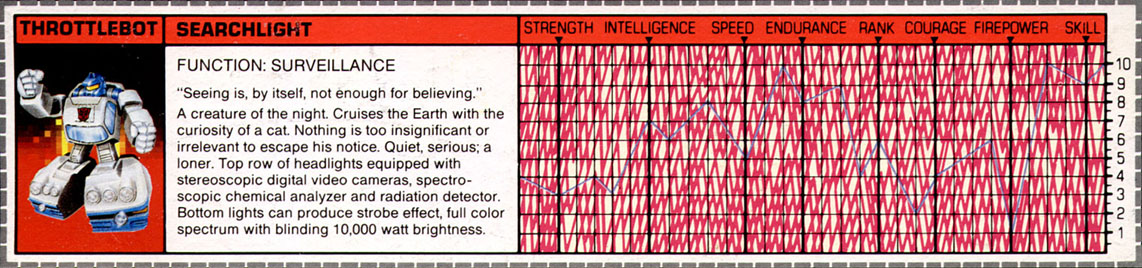 THROTTLEBOT
SEARCHLIGHT
FUNCTION: SURVEILLANCE
“Seeing is, by itself, not enough for believing.”
A creature of the night. Cruises the Earth with the
curiosity of a cat. Nothing is too insignificant or
irrelevant to escape his notice. Quiet, serious; a
loner. Top row of headlights equipped with
stereoscopic digital video cameras, spectro-
scopic chemical analyzer and radiation detector.
Bottom lights can produce strobe effect, full color
spectrum with blinding 10,000 watt brightness.
STRENGTH INTELLIGENCE SPEED ENDURANCE RANK COURAGE FIREPOWER SKILL
10
9
8
7
6
5
4
3
2
1